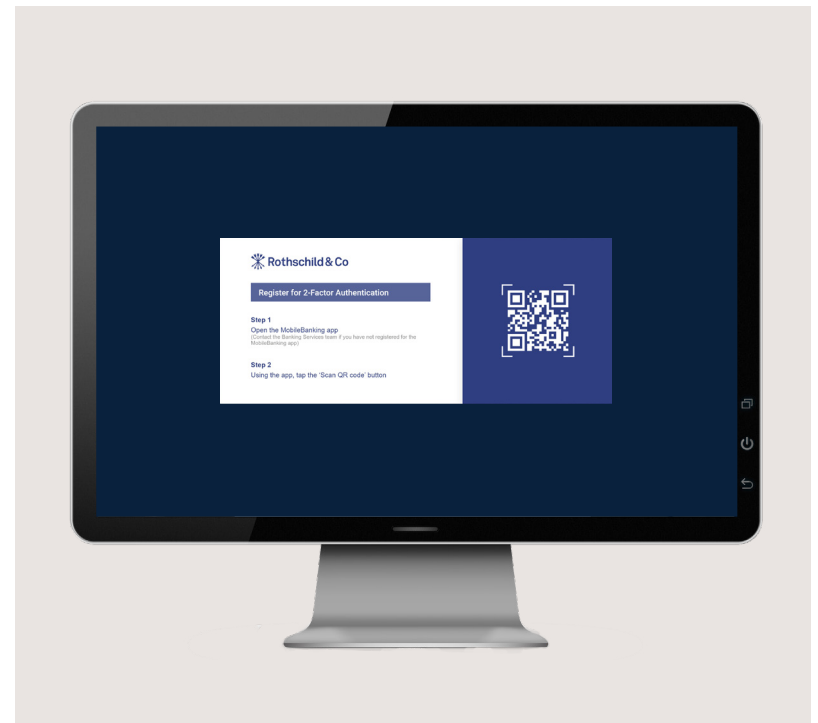 Rothschild & Co
Register for 2-Factor Authentication
Step 1
Open the MobileBanking app
(Contact the Banking Services team if you have not registered for the
MobileBanking app)
Step 2
Using the app, tap the 'Scan QR code' button